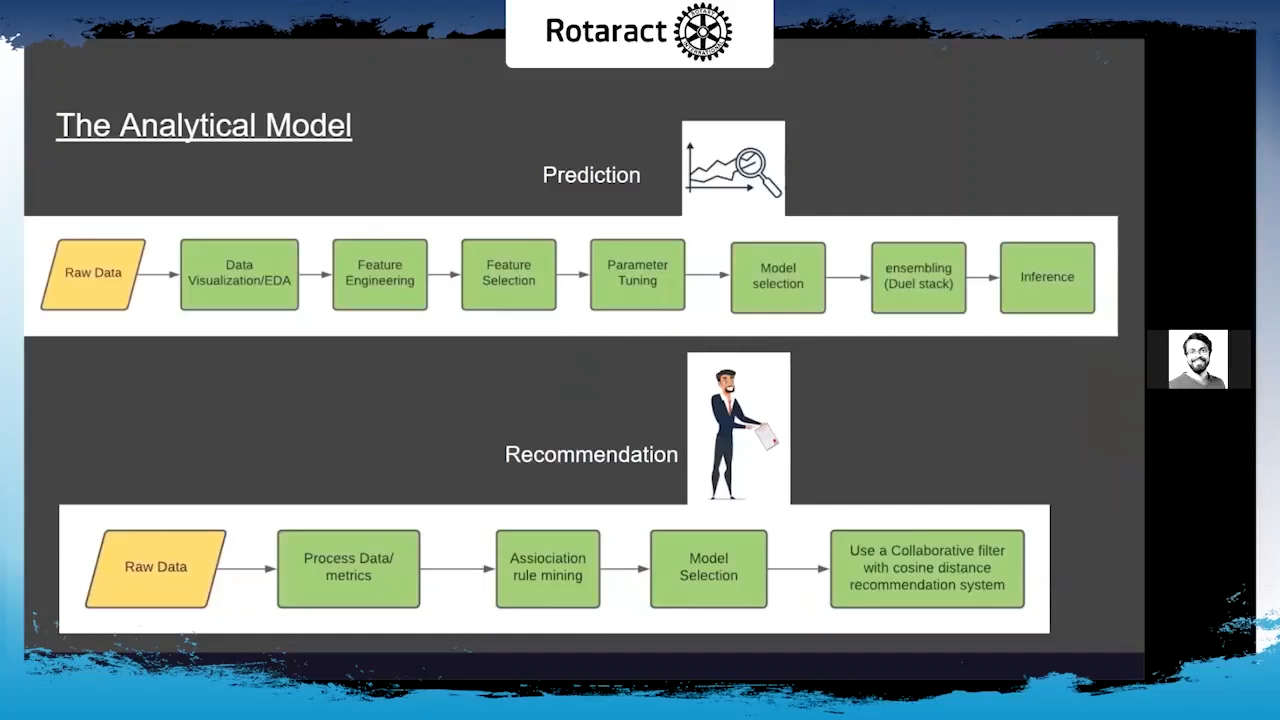 Rotaract
The Analytical Model
Prediction
Raw Data
Data
Visualization/EDA
Feature
Engineering
Feature
Selection
Parameter
Tuning
Model
selection
ensembling
(Duel stack)
Inference
Recommendation
Raw Data
Process Data/
metrics
Assiociation
rule mining
Model
Selection
Use a Collaborative filter
with cosine distance
recommendation system